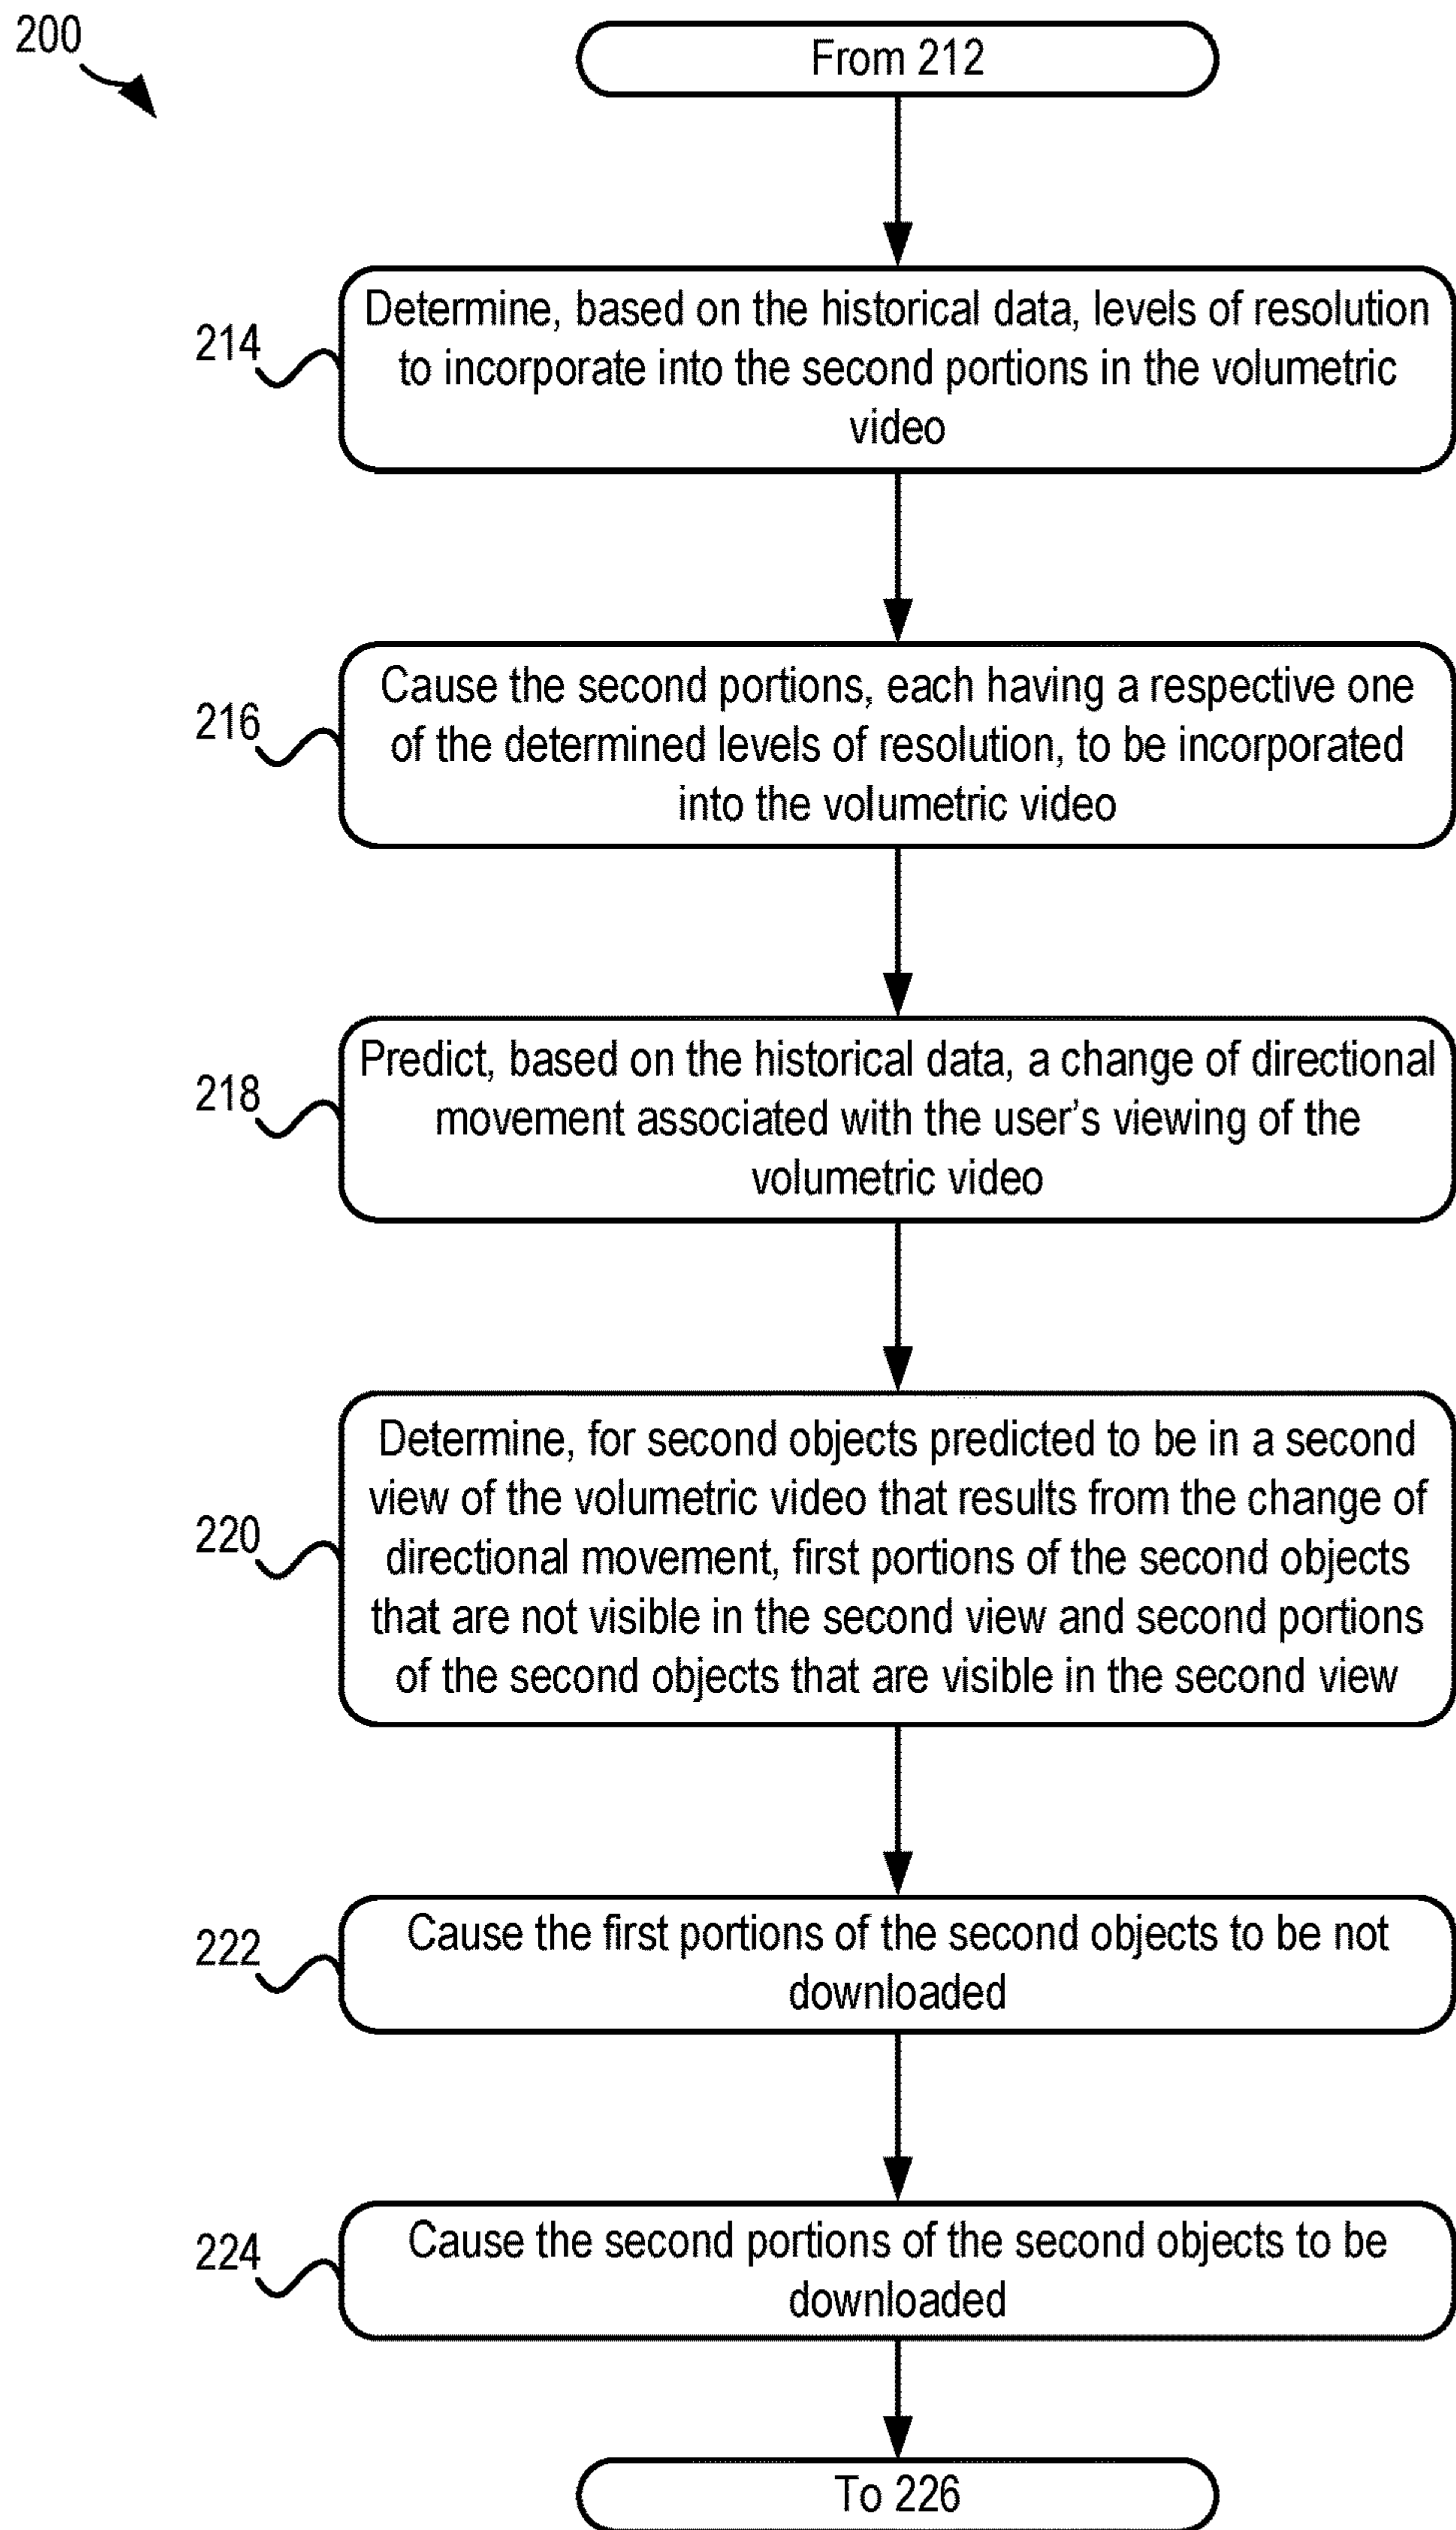 200
From 212
214
Determine, based on the historical data, levels of resolution
to incorporate into the second portions in the volumetric
video
216
Cause the second portions, each having a respective one
of the determined levels of resolution, to be incorporated
into the volumetric video
218
Predict, based on the historical data, a change of directional
movement associated with the user’s viewing of the
volumetric video
220
Determine, for second objects predicted to be in a second
view of the volumetric video that results from the change of
directional movement, first portions of the second objects
that are not visible in the second view and second portions
of the second objects that are visible in the second view
222
Cause the first portions of the second objects to be not
downloaded
224
Cause the second portions of the second objects to be
downloaded
To 226